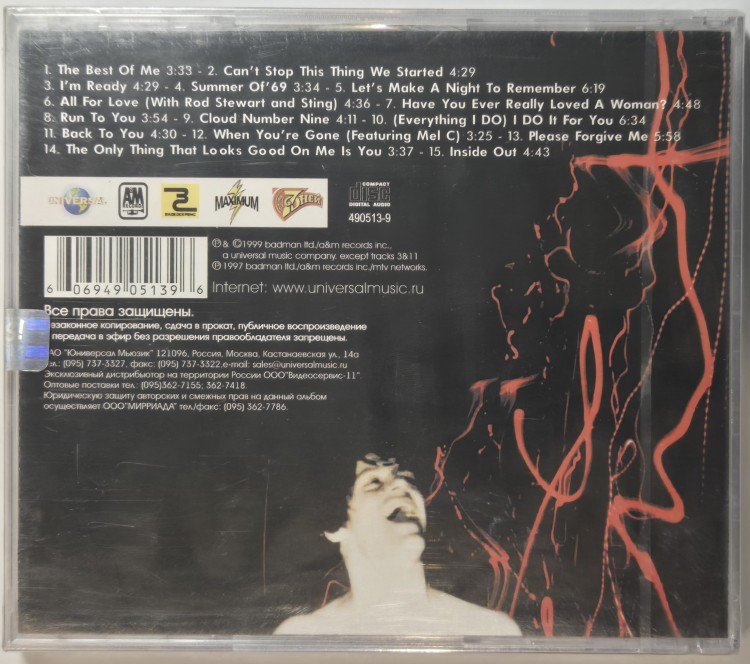 1. The Best Of Me 3:33 - 2. Can't Stop This Thing We Started 4:29
3. I'm Ready 4:29 - 4. Summer Of'69 3:34 - 5. Let's Make A Night To Remember 6:19
6. All For Love (With Rod Stewart and Sting) 4:36 - 7. Have You Ever Really Loved A Woman? 4:48
8. Run To You 3:54 - 9. Cloud Number Nine 4:11 - 10. (Everything I DO) I DO It For You 6:34
11. Back To You 4:30 - 12. When You're Gone (Featuring Mel C) 3:25 - 13. Please Forgive Me 5:58
14. The Only Thing That Looks Good On Me Is You 3:37 - 15. Inside Out 4:43
UNIVERSAL
A&M
RECORDS
MAXIMUM
COMPACT
disc
DIGITAL AUDIO
490513-9
6 06949 05139 6
℗ & ©1999 badman ltd./a&m records inc.,
a universal music company. except tracks 3&11
℗ 1997 badman ltd./a&m records inc./mtv networks.
Internet: www.universalmusic.ru
Все права защищены.
незаконное копирование, сдача в прокат, публичное воспроизведение
и передача в эфир без разрешения правообладателя запрещены.
ЗАО "Юниверсал Мьюзик" 121096, Россия, Москва, Кастанаевская ул., 14а
тел.: (095) 737-3327, факс: (095) 737-3322,e-mail: sales@universalmusic.ru
Эксклюзивный дистрибьютор на территории России ООО"Видеосервис-11".
Оптовые поставки тел.: (095)362-7155; 362-7418.
Юридическую защиту авторских и смежных прав на данный альбом
осуществляет ООО"МИРРИАДА" тел/факс: (095) 362-7786.